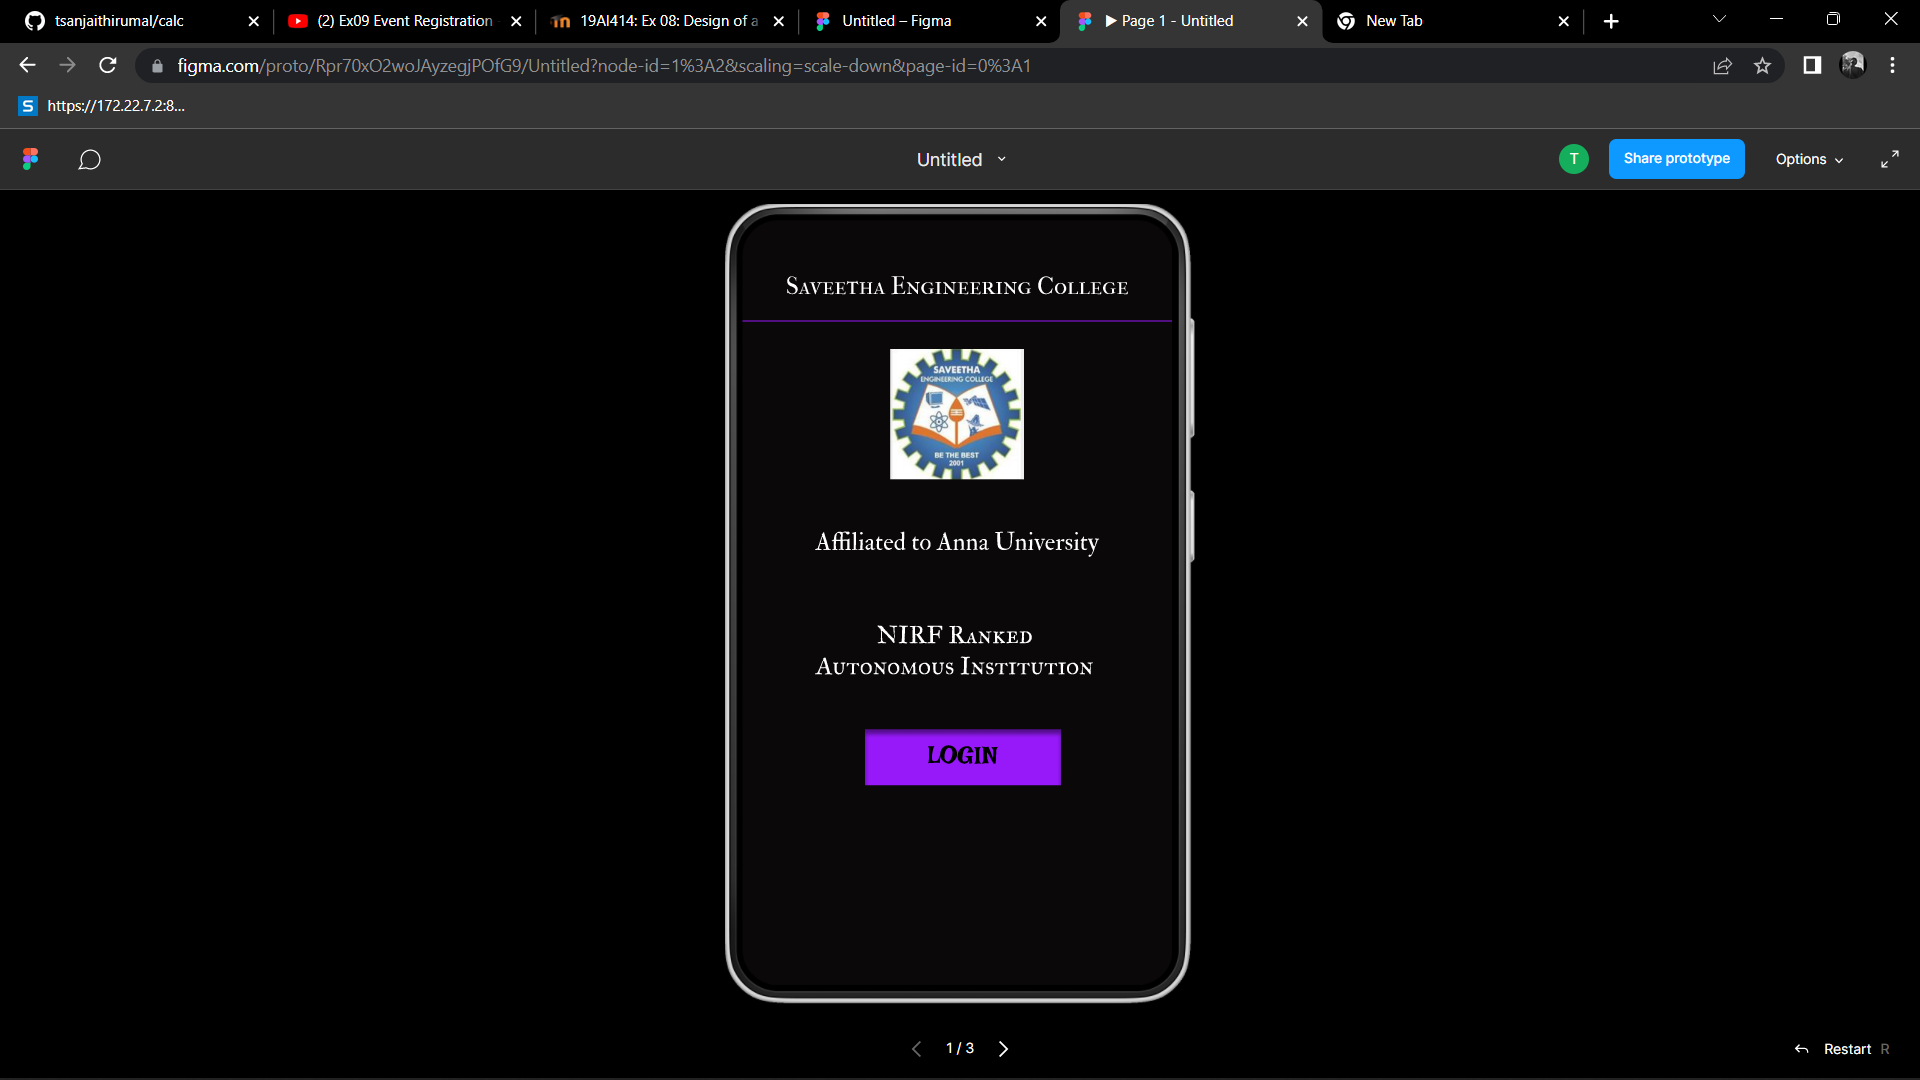 tsanjaithirumal/calc
(2) Ex09 Event Registration
19AI414: Ex 08: Design of a
Untitled – Figma
▶ Page 1 - Untitled
New Tab
figma.com/proto/Rpr70xO2woJAyzegjPOfG9/Untitled?node-id=1%3A2&scaling=scale-down&page-id=0%3A1
S https://172.22.7.2:8...
Untitled
T
Share prototype
Options
Saveetha Engineering College
SAVEETHA
ENGINEERING COLLEGE
BE THE BEST
2001
Affiliated to Anna University
NIRF Ranked
Autonomous Institution
LOGIN
1 / 3
Restart R